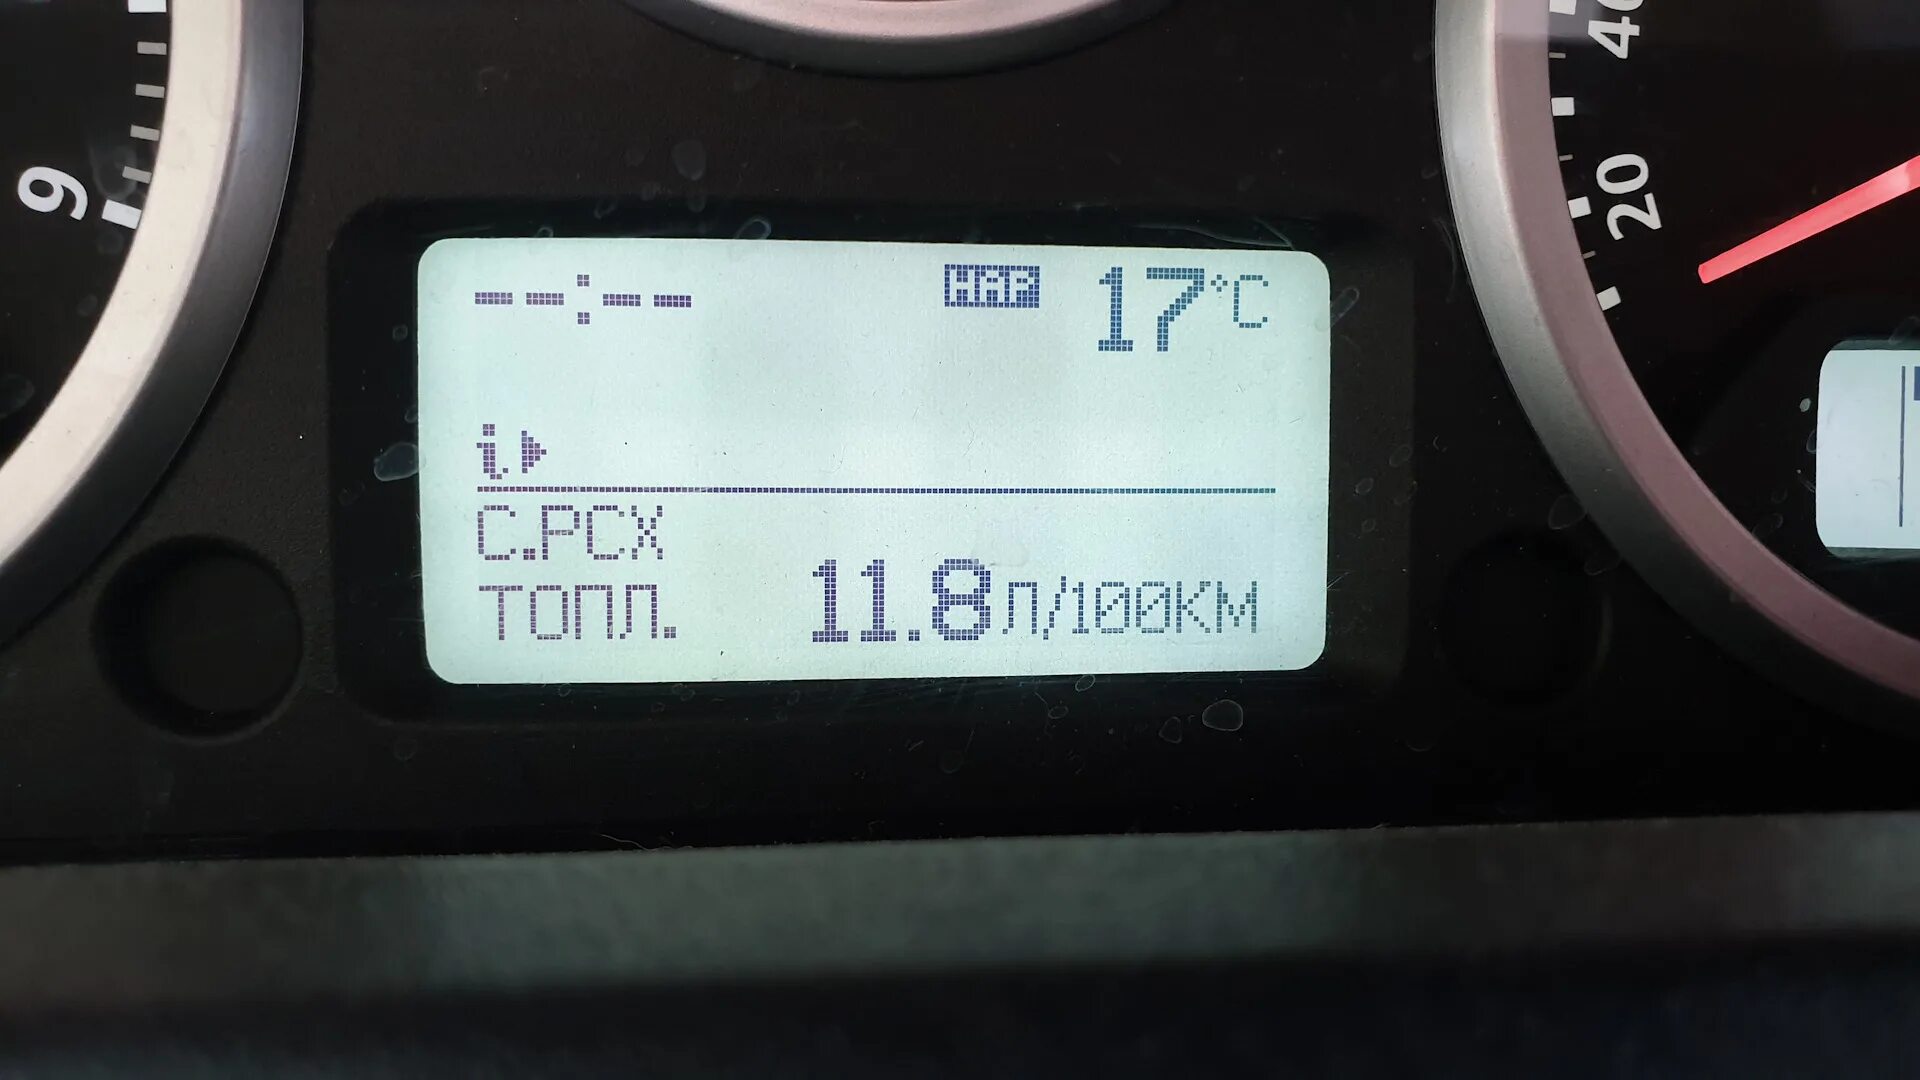 9
40
20
--:-- НАР 17°C
i
С.РСХ
ТОПЛ. 11.8Л/100КМ